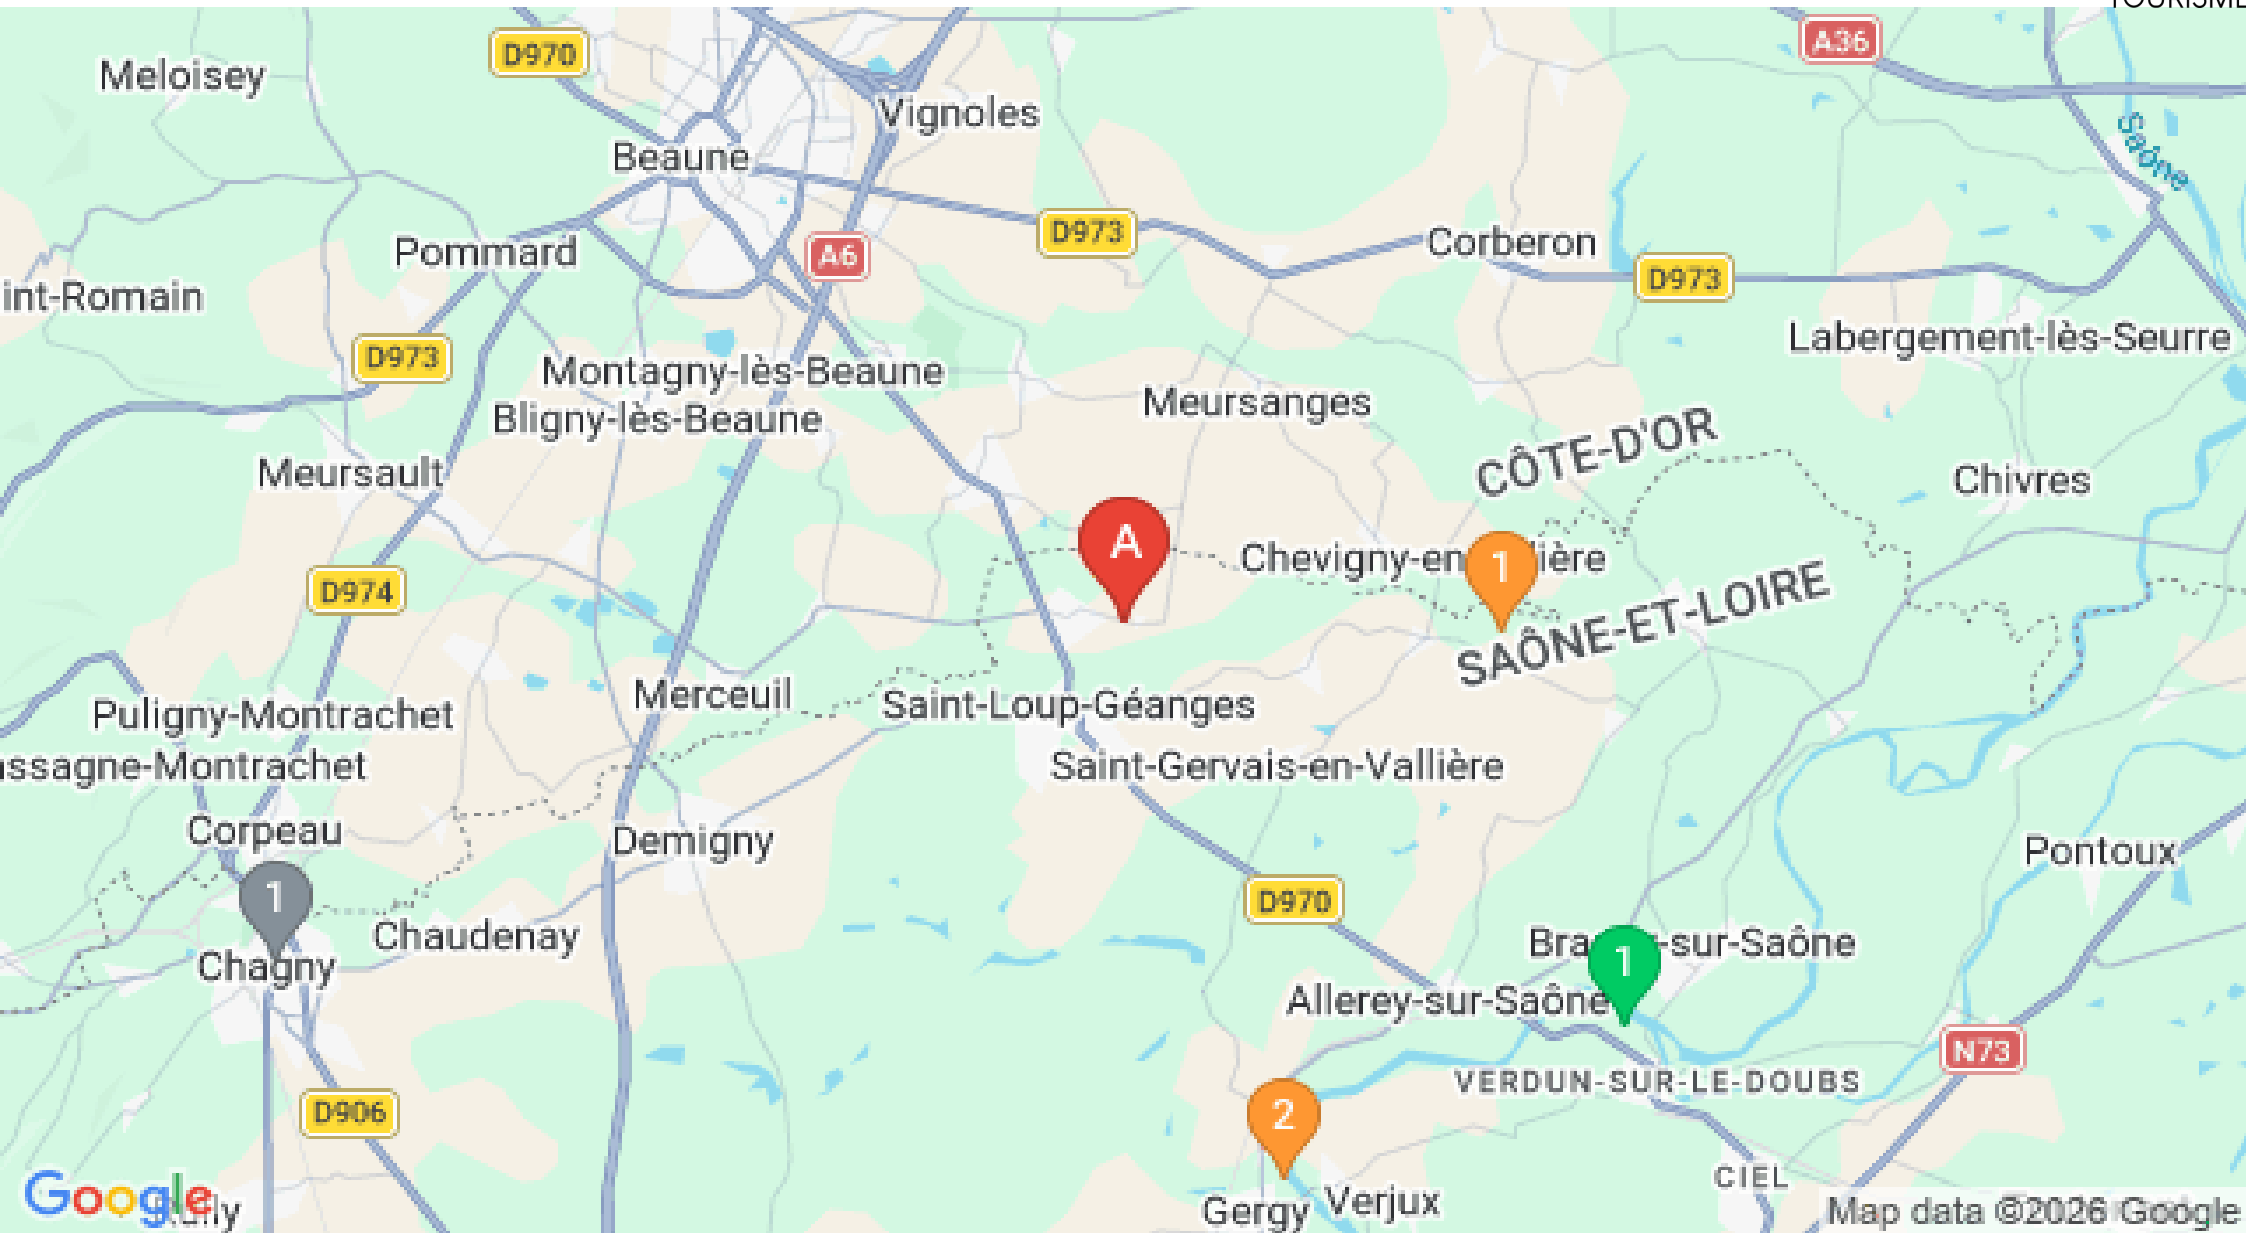 TOURISME
D970
A36
Meloisey
Vignoles
Saône
Beaune
D973
Corberon
Pommard
A6
D973
int-Romain
Labergement-lès-Seurre
D973
Montagny-lès-Beaune
Meursanges
Bligny-lès-Beaune
CÔTE-D'OR
Meursault
Chivres
A
Chevigny-en
ière
1
D974
SAÔNE-ET-LOIRE
Merceuil
Saint-Loup-Géanges
Puligny-Montrachet
assagne-Montrachet
Saint-Gervais-en-Vallière
Corpeau
Demigny
Pontoux
1
D970
Chaudenay
Bra
-sur-Saône
1
Chagny
Allerey-sur-Saône
N73
VERDUN-SUR-LE-DOUBS
D906
2
CIEL
Google
Gergy
Verjux
Map data ©2026 Google